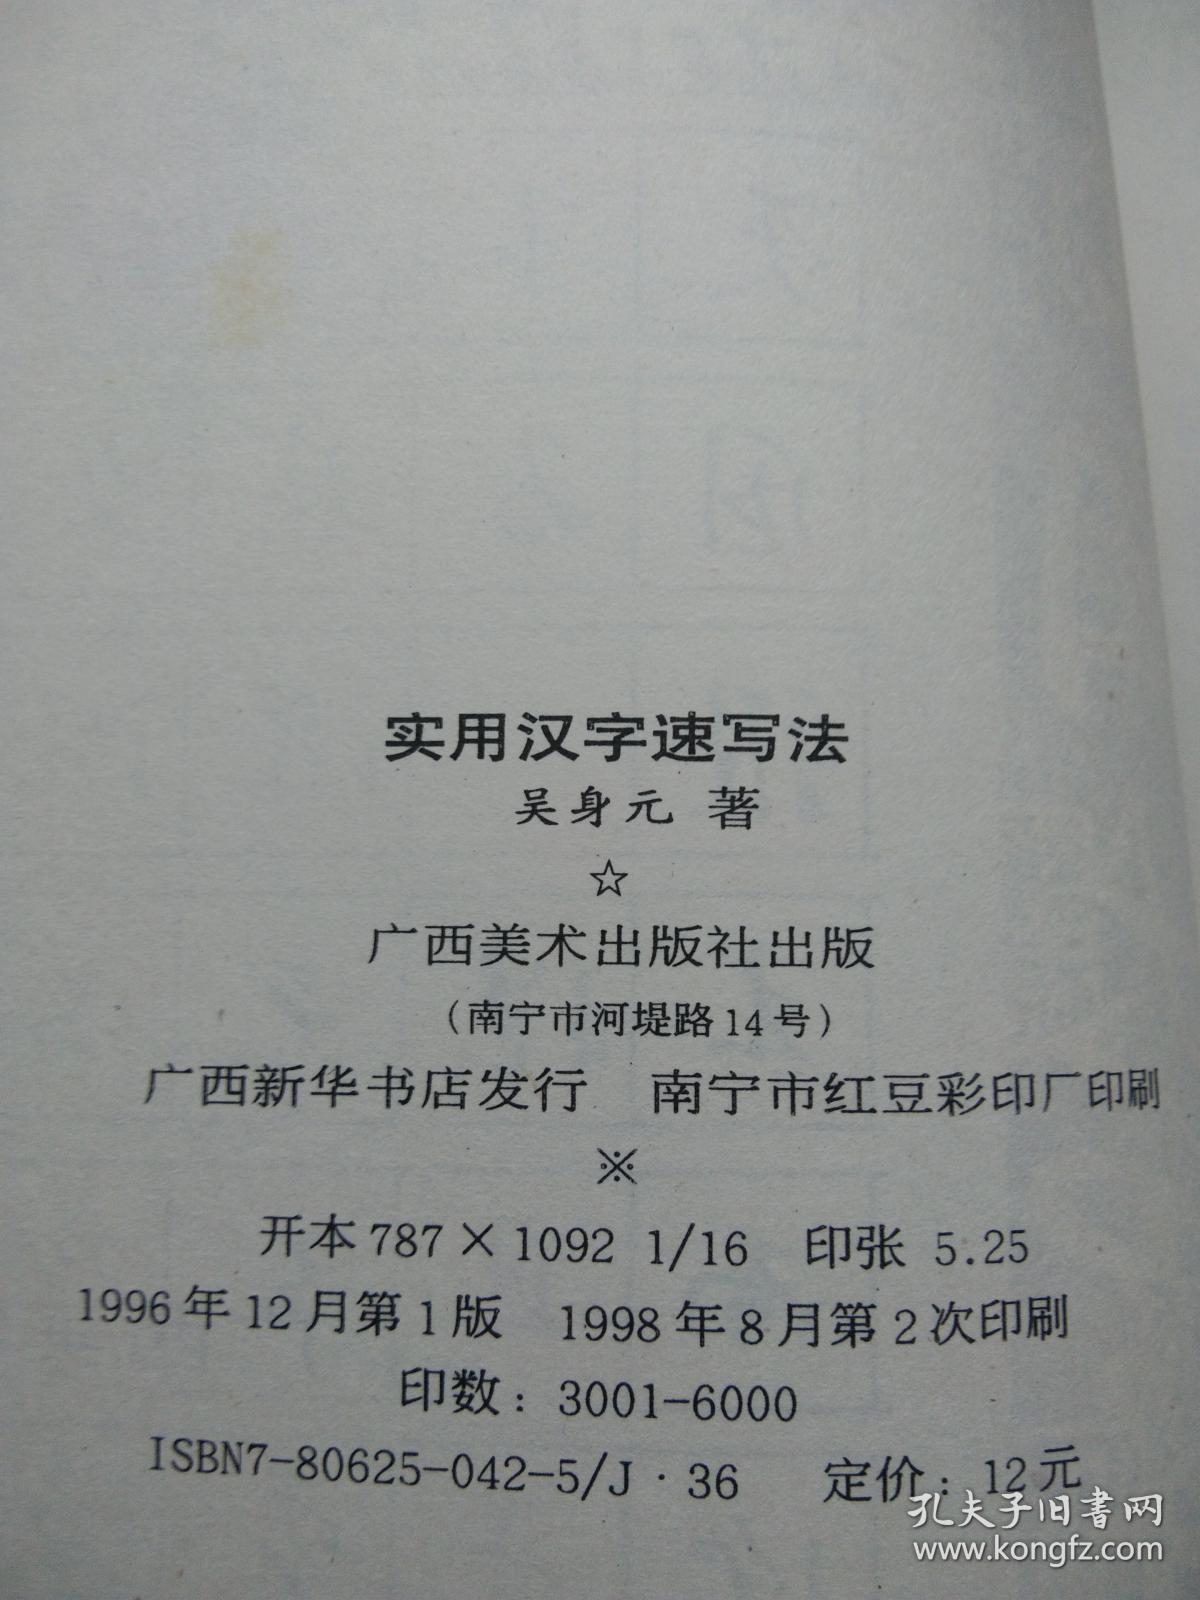 实用汉字速写法
吴身元 著
☆
广西美术出版社出版
(南宁市河堤路14号)
广西新华书店发行 南宁市红豆彩印厂印刷
※
开本 787×1092 1/16 印张 5.25
1996年12月第1版 1998年8月第2次印刷
印数: 3001-6000
ISBN7-80625-042-5/J·36 定价: 12元
孔夫子旧书网
www.kongfz.com